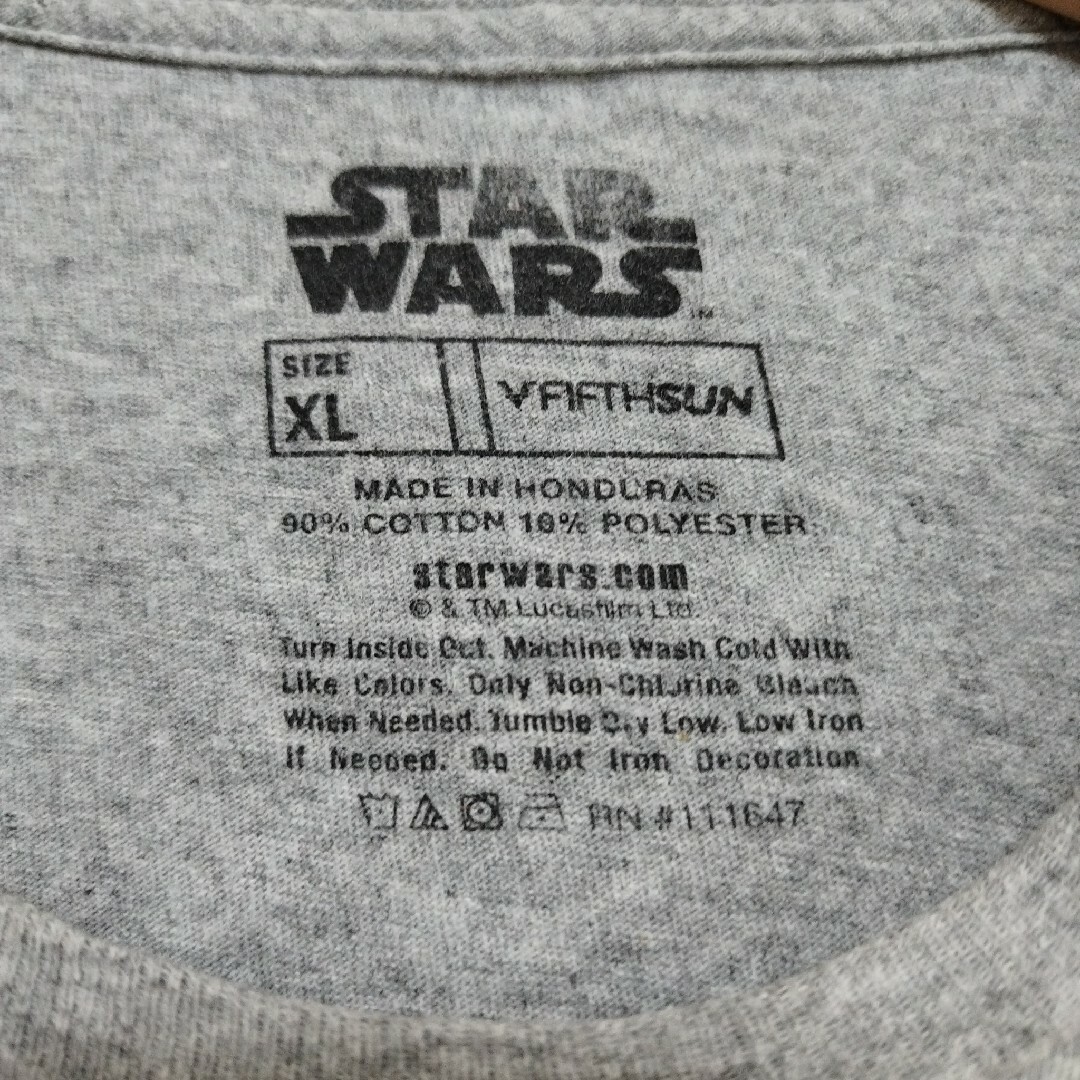 STAR
WARS
TM
SIZE
XL
FIFTHSUN
MADE IN HONDURAS
90% COTTON 10% POLYESTER
starwars.com
© & TM Lucasfilm Ltd.
Turn Inside Out. Machine Wash Cold With
Like Colors. Only Non-Chlorine Bleach
When Needed. Tumble Dry Low. Low Iron
If Needed. Do Not Iron Decoration
RN #111647